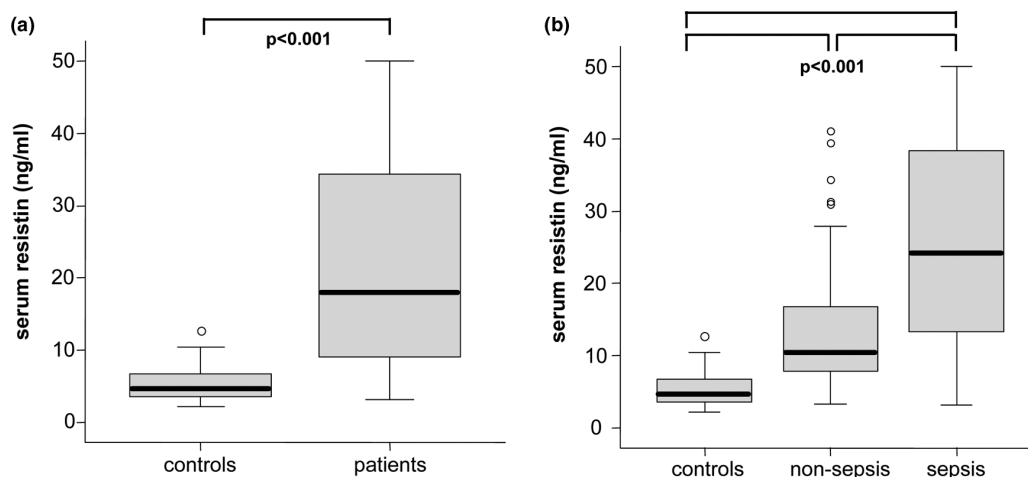 (a)
p<0.001
serum resistin (ng/ml)
50
40
30
20
10
0
controls patients
(b)
p<0.001
serum resistin (ng/ml)
50
40
30
20
10
0
controls non-sepsis sepsis